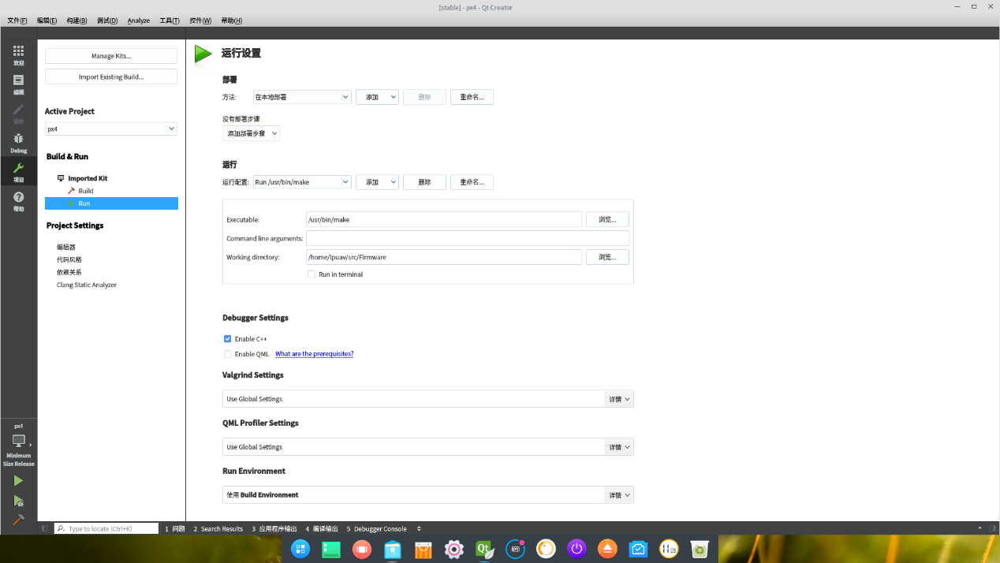 [stable] - px4 - Qt Creator
文件(F) 编辑(E) 构建(B) 调试(D) Analyze 工具(T) 控件(W) 帮助(H)
欢迎
编辑
设计
Debug
项目
帮助
px4
Minimum
Size Release
Manage Kits...
Import Existing Build...
Active Project
px4
Build & Run
Imported Kit
Build
Run
Project Settings
编辑器
代码风格
依赖关系
Clang Static Analyzer
运行设置
部署
方法: 在本地部署 添加 删除 重命名...
没有部署步骤
添加部署步骤
运行
运行配置: Run /usr/bin/make 添加 删除 重命名...
Executable: /usr/bin/make 浏览...
Command line arguments:
Working directory: /home/lpuav/src/Firmware 浏览...
Run in terminal
Debugger Settings
Enable C++
Enable QML What are the prerequisites?
Valgrind Settings
Use Global Settings 详情
QML Profiler Settings
Use Global Settings 详情
Run Environment
使用 Build Environment 详情
Type to locate (Ctrl+K) 1 问题 2 Search Results 3 应用程序输出 4 编译输出 5 Debugger Console
Qt